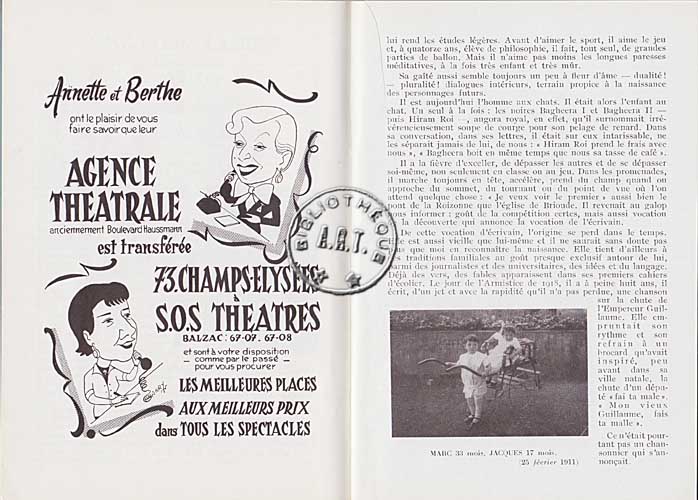 Annette et Berthe
ont le plaisir de vous
faire savoir que leur
AGENCE
THEATRALE
anciennement Boulevard Haussmann
est transférée
73. CHAMPS-ELYSÉES
à
S.O.S THEATRES
BALZAC: 67-07. 67-08
et sont à votre disposition
— comme par le passé —
pour vous procurer
LES MEILLEURES PLACES
AUX MEILLEURS PRIX
dans TOUS LES SPECTACLES
BIBLIOTHÈQUE
A.R.T.
lui rend les études légères. Avant d'aimer le sport, il aime le jeu
et, à quatorze ans, élève de philosophie, il fait, tout seul, de grandes
parties de ballon. Mais il n'aime pas moins les longues paresses
méditatives, à la fois très enfant et très mûr.
Sa gaîté aussi semble toujours un peu à fleur d'âme — dualité !
— pluralité ! dialogues intérieurs, terrain propice à la naissance
des personnages futurs.
Il est aujourd'hui l'homme aux chats. Il était alors l'enfant au
chat. Un seul à la fois : les noires Bagheera I et Bagheera II —
puis Hiram Roi —, angora royal, en effet, qu'il surnommait irré-
vérencieusement soupe de courge pour son pelage de renard. Dans
sa conversation, dans ses lettres, il était sur eux intarissable, ne
les séparait jamais de lui, de nous : « Hiram Roi prend le frais avec
nous », « Bagheera boit en même temps que nous sa tasse de café ».
Il a la fièvre d'exceller, de dépasser les autres et de se dépasser
soi-même, non seulement en classe ou au jeu. Dans les promenades,
il marche toujours en tête, accélère, prend du champ quand on
approche du sommet, du tournant ou du point de vue où l'on
attend quelque chose : « Je veux voir le premier » aussi bien le
pont de la Roizonne que l'église de Brioude. Il revenait au galop
nous informer : goût de la compétition certes, mais aussi vocation
de la découverte qui annonce la vocation de l'écrivain.
De cette vocation d'écrivain, l'origine se perd dans le temps.
Elle est aussi vieille que lui-même et il ne saurait sans doute pas
plus que moi en reconnaître la naissance. Elle tient d'ailleurs à
des traditions familiales au goût presque exclusif autour de lui,
parmi des journalistes et des universitaires, des idées et du langage.
Déjà des vers, des fables apparaissent dans ses premiers cahiers
d'écolier. Le jour de l'Armistice de 1918, il a à peine huit ans, il
écrit, d'un jet et avec la rapidité qu'il n'a pas perdue, une chanson
sur la chute de
l'Empereur Guil-
laume. Elle em-
pruntait son
rythme et son
refrain à un
brocard qu'avait
inspiré, peu
avant dans sa
ville natale, la
chute d'un dépu-
té « fai ta male ».
« Mon vieux
Guillaume, fais
ta malle ».
Ce n'était pour-
tant pas un chan-
sonnier qui s'an-
nonçait.
MARC 33 mois, JACQUES 17 mois.
(25 février 1911)